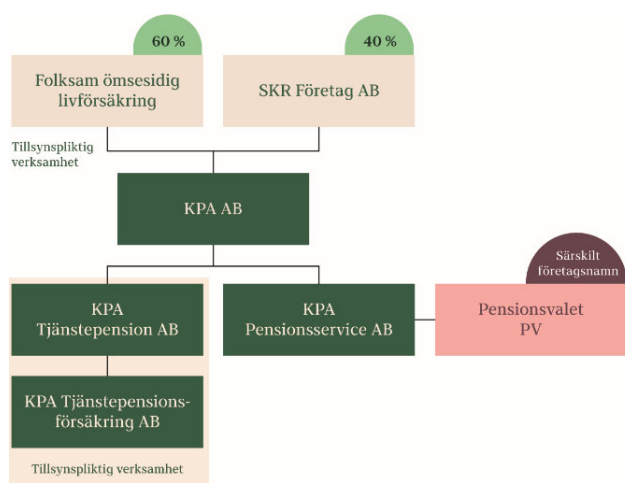 60 %
40 %
Folksam ömsesidig
livförsäkring
SKR Företag AB
Tillsynspliktig
verksamhet
KPA AB
Särskilt
företagsnamn
KPA
Tjänstepension AB
KPA
Pensionsservice AB
Pensionsvalet
PV
KPA Tjänstepensions-
försäkring AB
Tillsynspliktig verksamhet